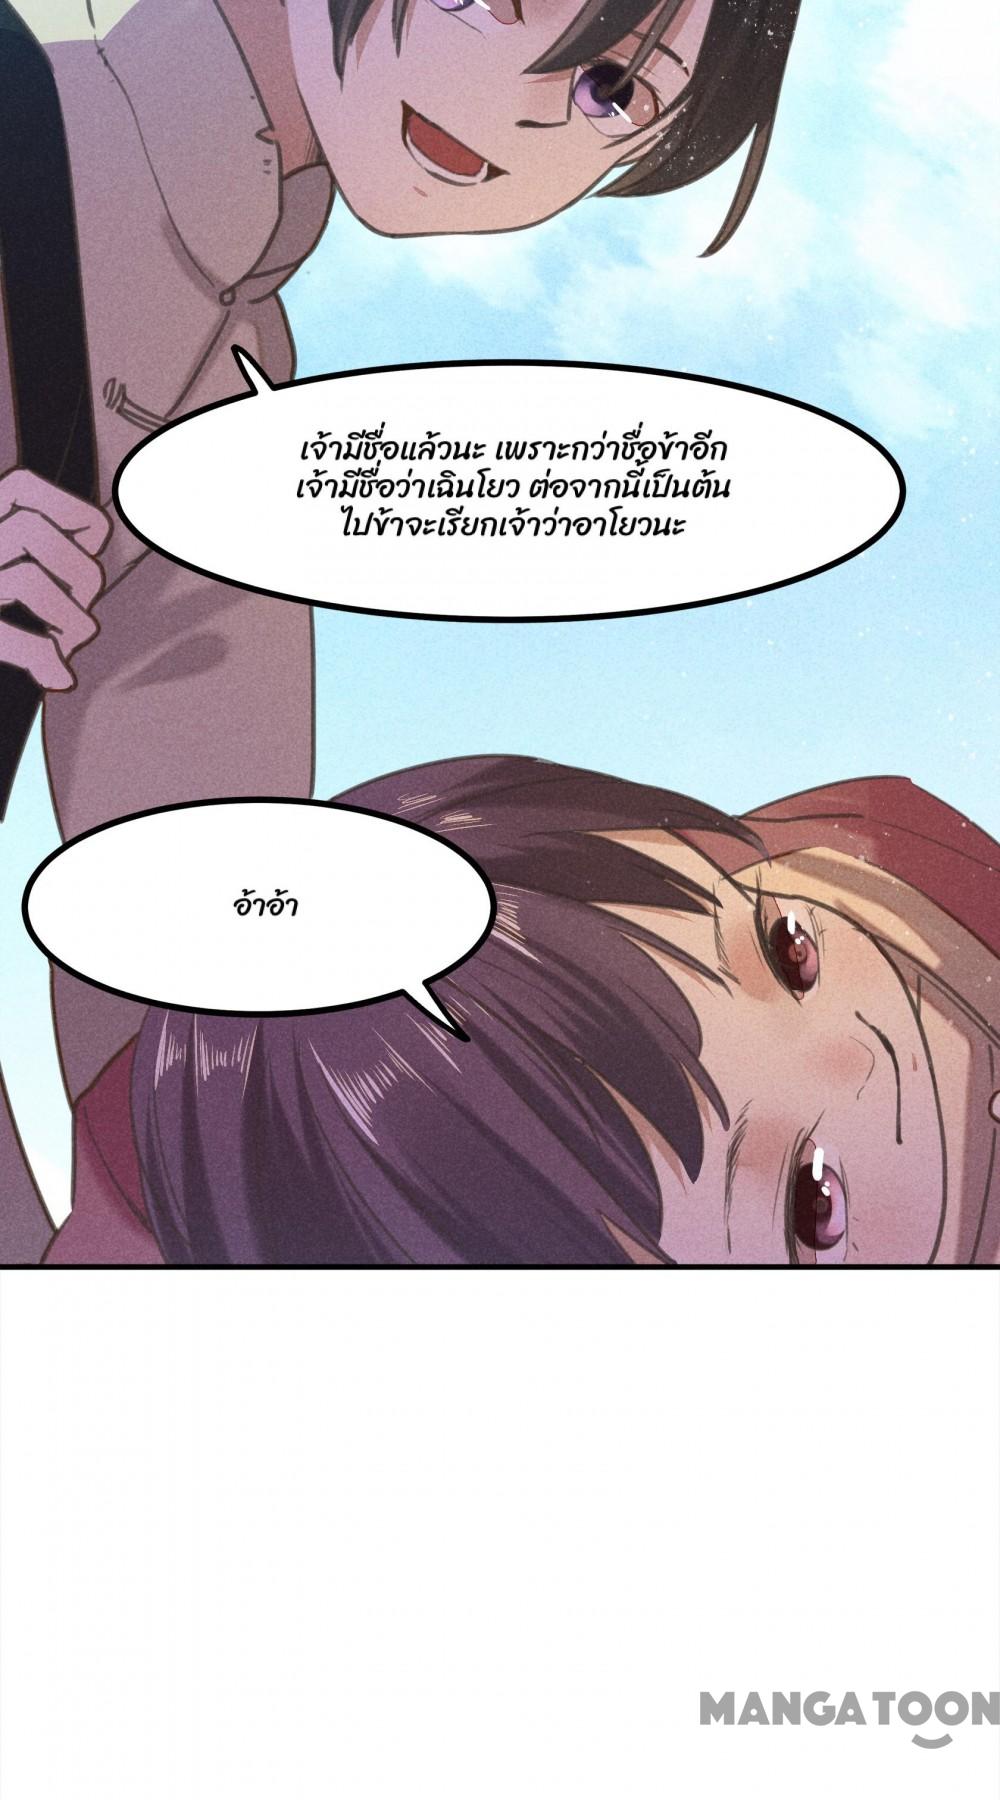 เจ้ามีชื่อแล้วนะ เพราะกว่าชื่อข้าอีก
เจ้ามีชื่อว่าเฉินโยว ต่อจากนี้เป็นต้น
ไปข้าจะเรียกเจ้าว่าอาโยวนะ
อ้าอ้า
MANGATOON